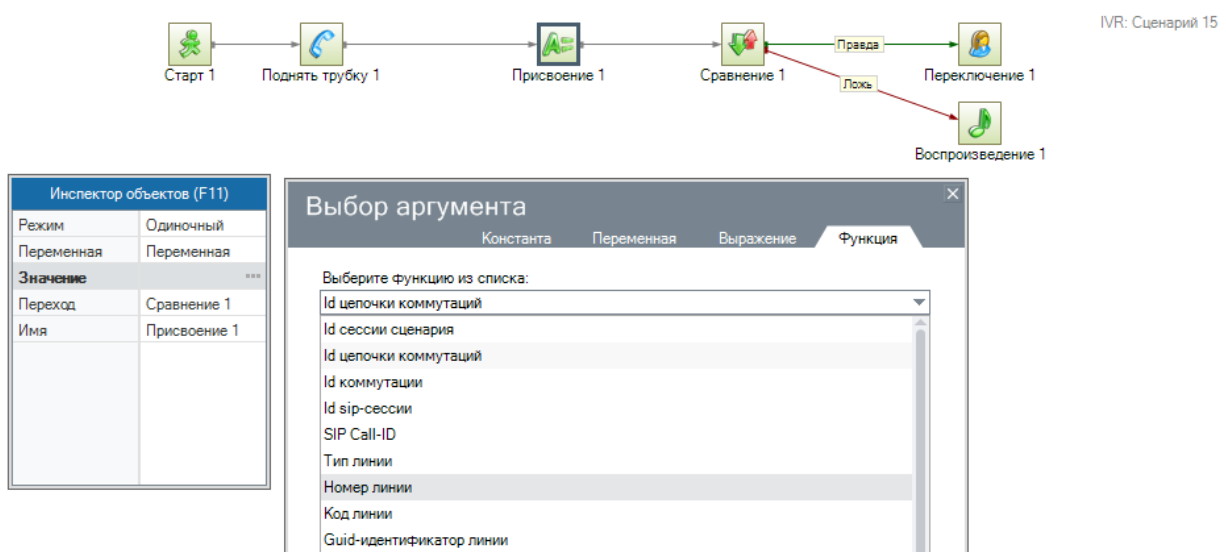 IVR: Сценарий 15
Правда
Старт 1
Поднять трубку 1
Присвоение 1
Сравнение 1
Переключение 1
Ложь
Воспроизведение 1
Инспектор объектов (F11)
Режим Одиночный
Переменная Переменная
Значение ...
Переход Сравнение 1
Имя Присвоение 1
Выбор аргумента
Константа Переменная Выражение Функция
Выберите функцию из списка:
Id цепочки коммутаций
Id сессии сценария
Id цепочки коммутаций
Id коммутации
Id sip-сессии
SIP Call-ID
Тип линии
Номер линии
Код линии
Guid-идентификатор линии